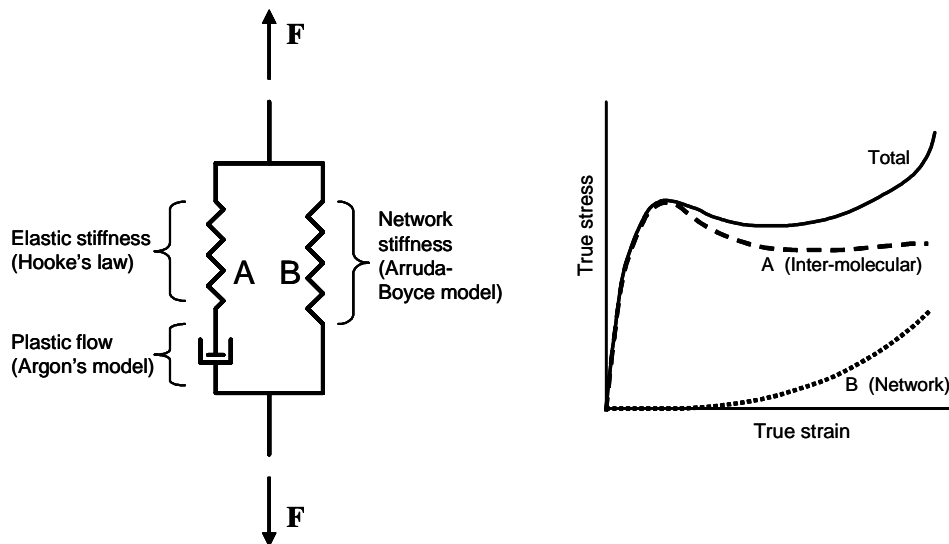 F
Elastic stiffness
(Hooke's law)
A
B
Network
stiffness
(Arruda-
Boyce model)
Plastic flow
(Argon's model)
F
True stress
Total
A (Inter-molecular)
B (Network)
True strain